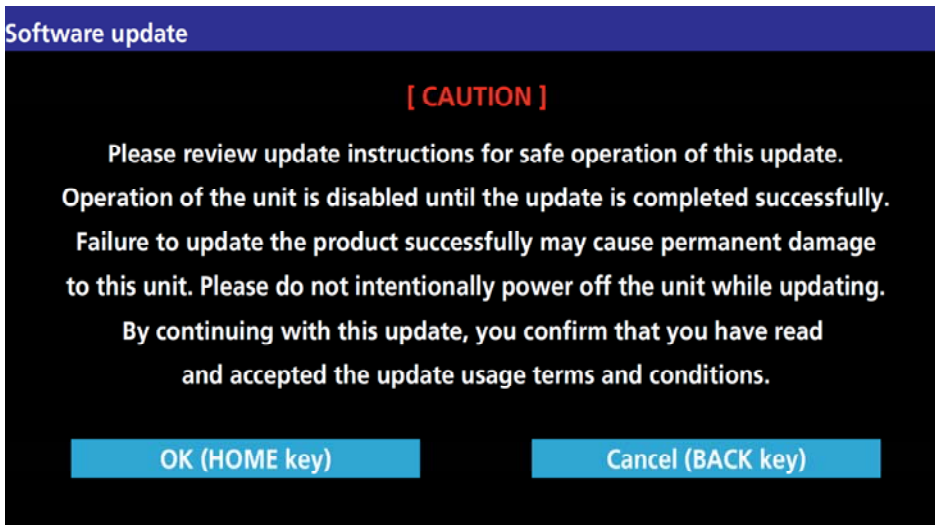 Software update
[ CAUTION ]
Please review update instructions for safe operation of this update.
Operation of the unit is disabled until the update is completed successfully.
Failure to update the product successfully may cause permanent damage
to this unit. Please do not intentionally power off the unit while updating.
By continuing with this update, you confirm that you have read
and accepted the update usage terms and conditions.
OK (HOME key)
Cancel (BACK key)